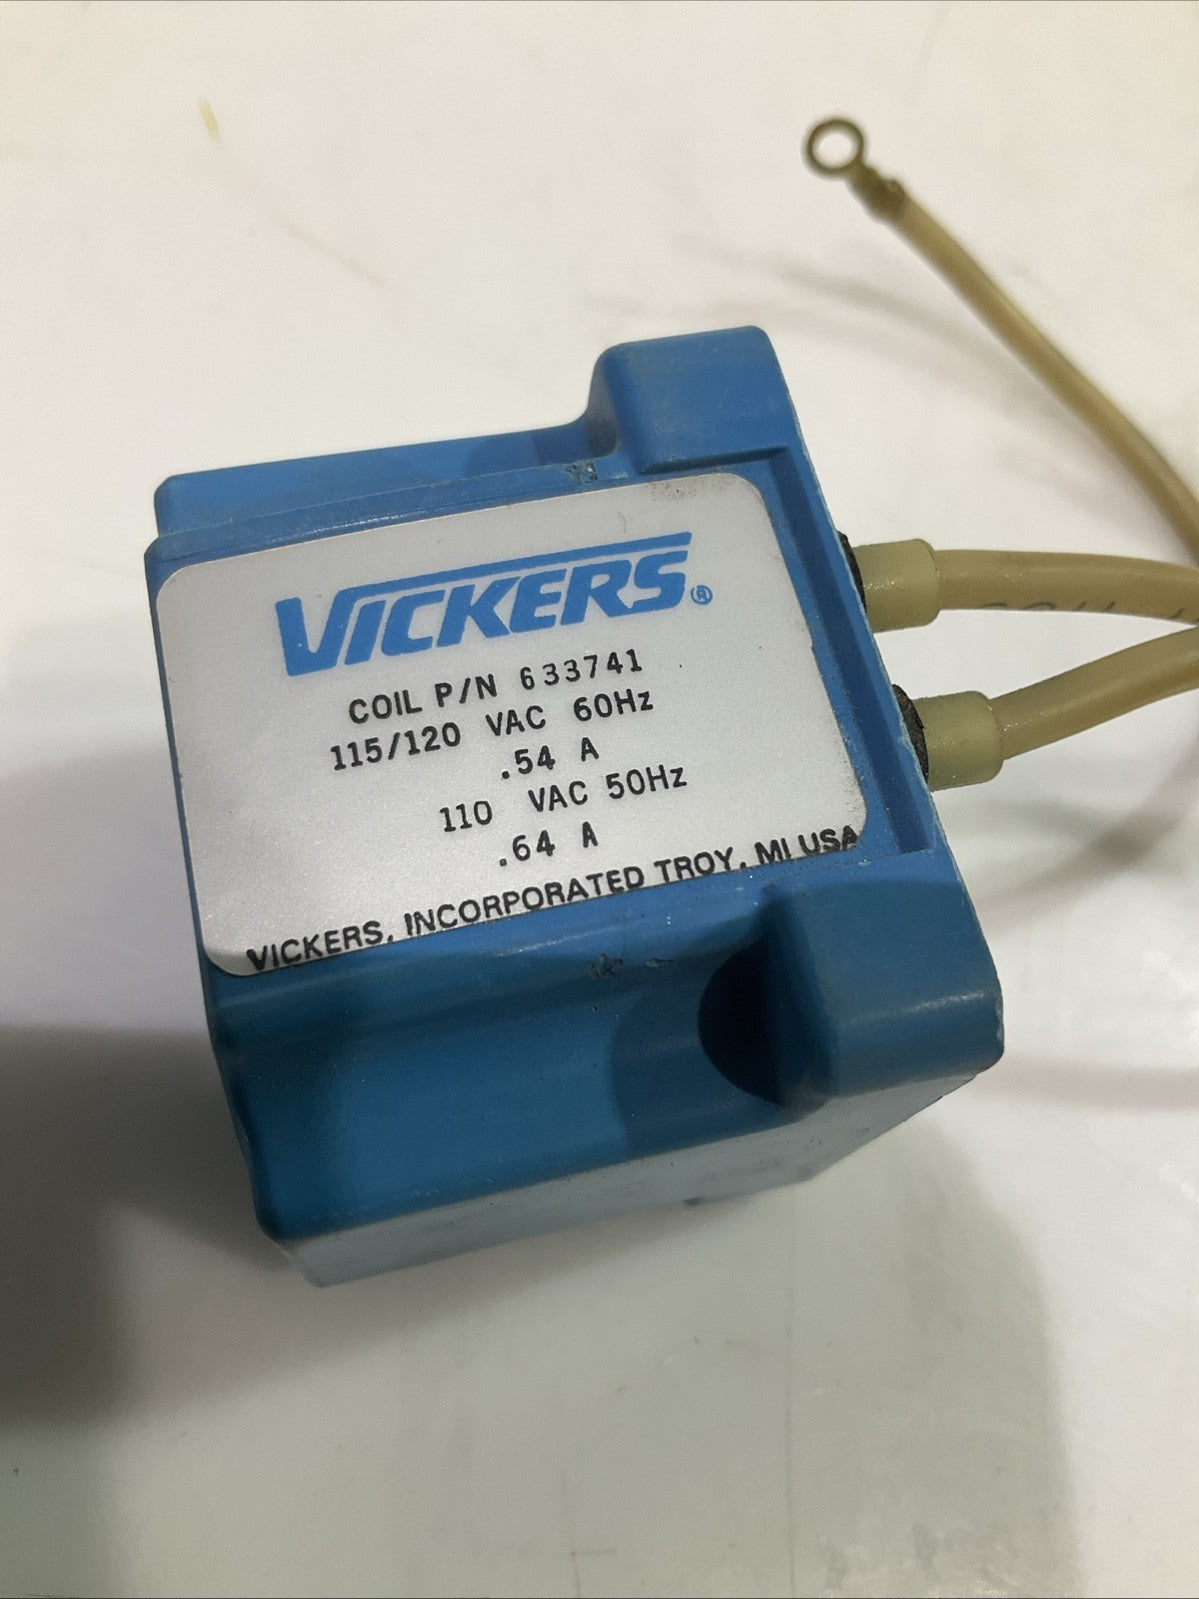 VICKERS®
COIL P/N 633741
115/120 VAC 60Hz
.54 A
110 VAC 50Hz
.64 A
VICKERS, INCORPORATED TROY, MI USA